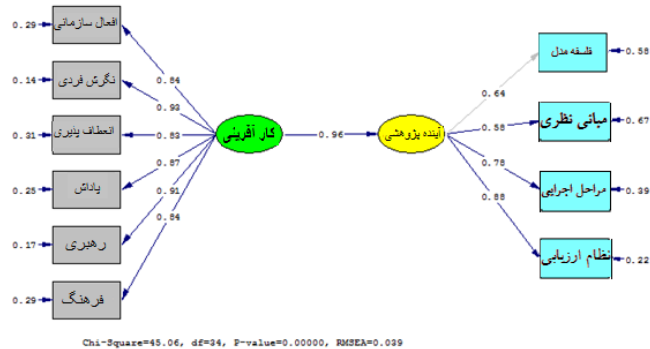 0.29
افعال سازمانی
0.84
0.14
نگرش فردی
0.93
0.31
انعطاف پذیری
0.83
0.25
پاداش
0.87
0.17
رهبری
0.91
0.29
فرهنگ
0.84
کار آفرینی
0.96
آینده پژوهشی
0.64
فلسفه مدل
0.58
0.58
مبانی نظری
0.67
0.78
مراحل اجرایی
0.39
0.88
نظام ارزیابی
0.22
Chi-Square=45.06, df=34, P-value=0.00000, RMSEA=0.039